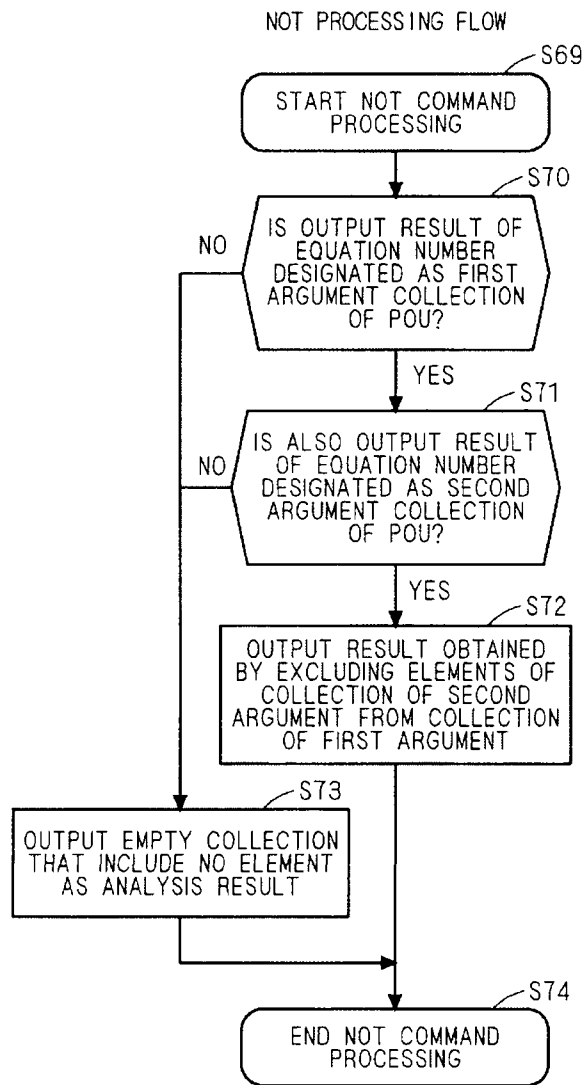 NOT PROCESSING FLOW
S69
START NOT COMMAND
PROCESSING
S70
IS OUTPUT RESULT OF
EQUATION NUMBER
DESIGNATED AS FIRST
ARGUMENT COLLECTION
OF POU?
NO
YES
S71
IS ALSO OUTPUT RESULT
OF EQUATION NUMBER
DESIGNATED AS SECOND
ARGUMENT COLLECTION
OF POU?
NO
YES
S72
OUTPUT RESULT OBTAINED
BY EXCLUDING ELEMENTS OF
COLLECTION OF SECOND
ARGUMENT FROM COLLECTION
OF FIRST ARGUMENT
S73
OUTPUT EMPTY COLLECTION
THAT INCLUDE NO ELEMENT
AS ANALYSIS RESULT
S74
END NOT COMMAND
PROCESSING